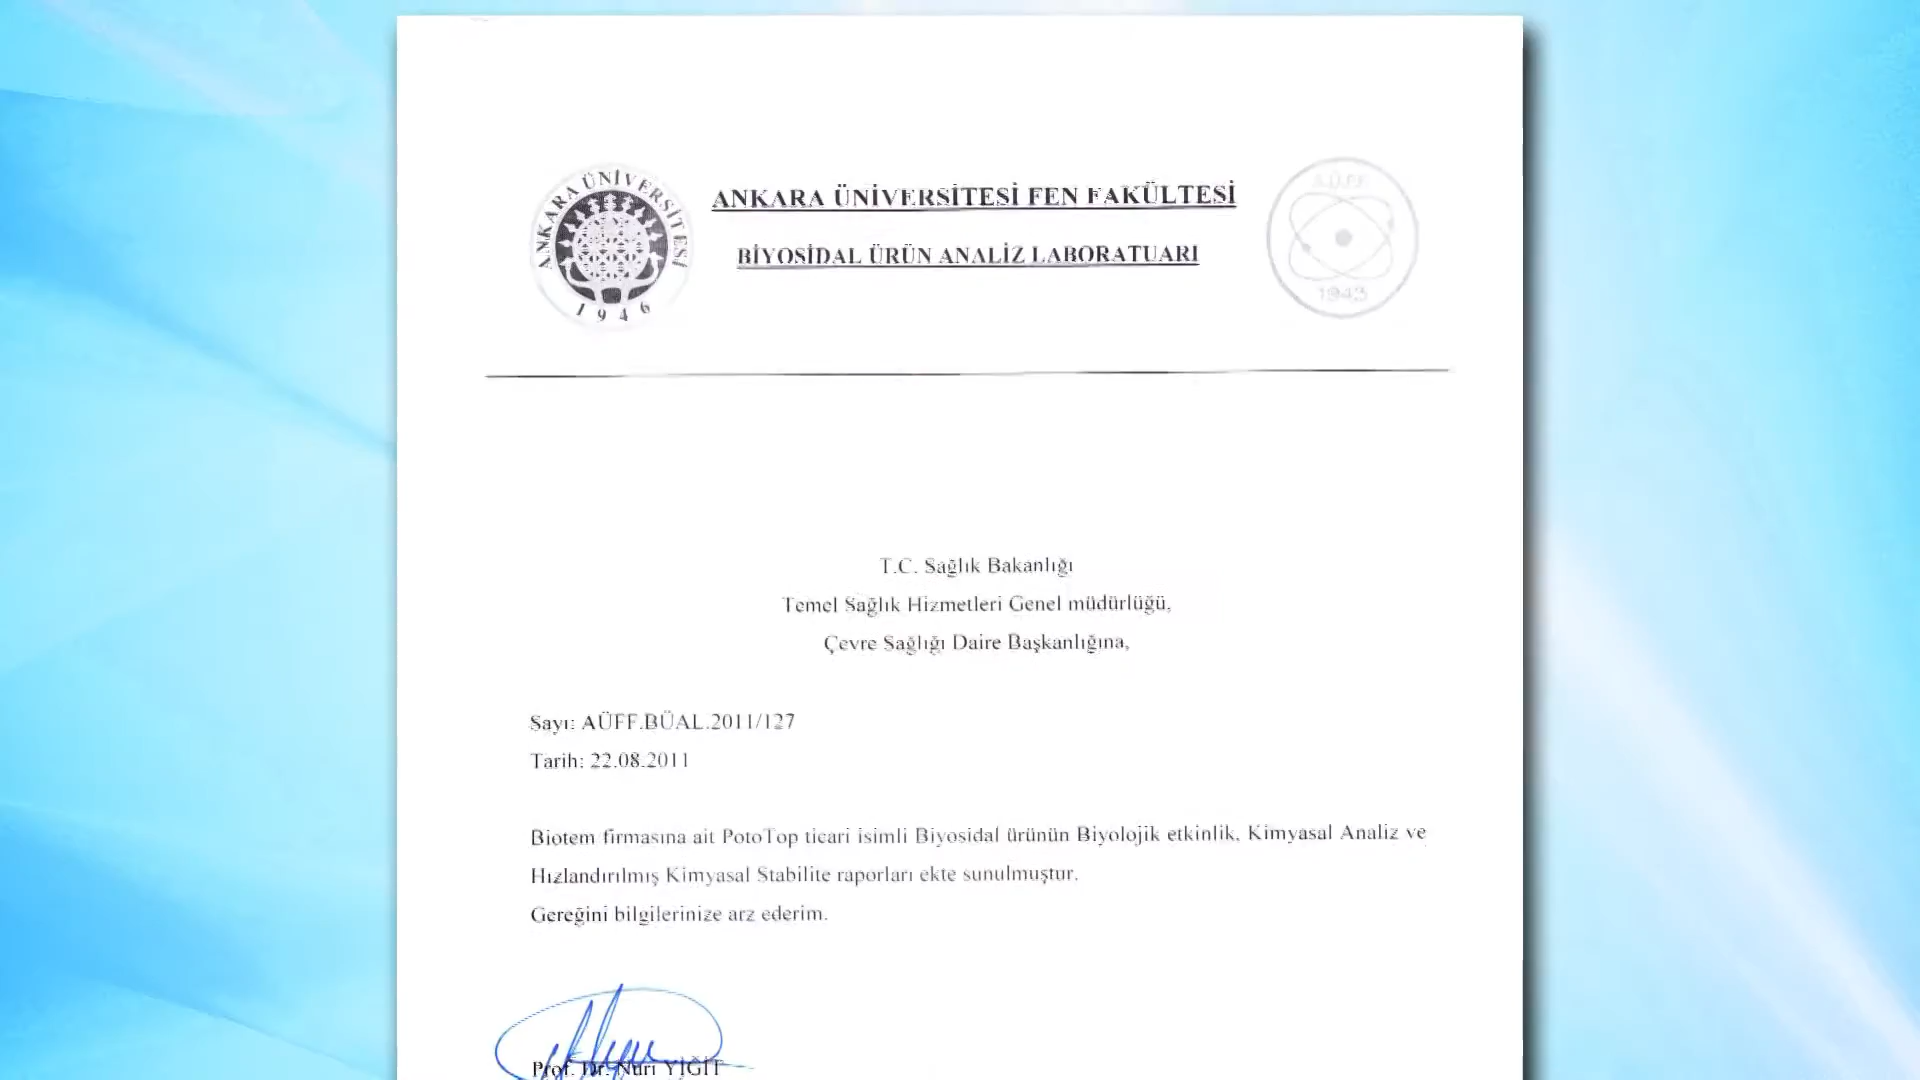 ANKARA ÜNİVERSİTESİ
1946
ANKARA ÜNİVERSİTESİ FEN FAKÜLTESİ
BİYOSİDAL ÜRÜN ANALİZ LABORATUARI
A.Ü.F.F.
1943
T.C. Sağlık Bakanlığı
Temel Sağlık Hizmetleri Genel müdürlüğü,
Çevre Sağlığı Daire Başkanlığına,
Sayı: AÜFF.BÜAL.2011/127
Tarih: 22.08.2011
Biotem firmasına ait PotoTop ticari isimli Biyosidal ürünün Biyolojik etkinlik, Kimyasal Analiz ve
Hızlandırılmış Kimyasal Stabilite raporları ekte sunulmuştur.
Gereğini bilgilerinize arz ederim.
Prof. Dr. Nuri YİĞİT